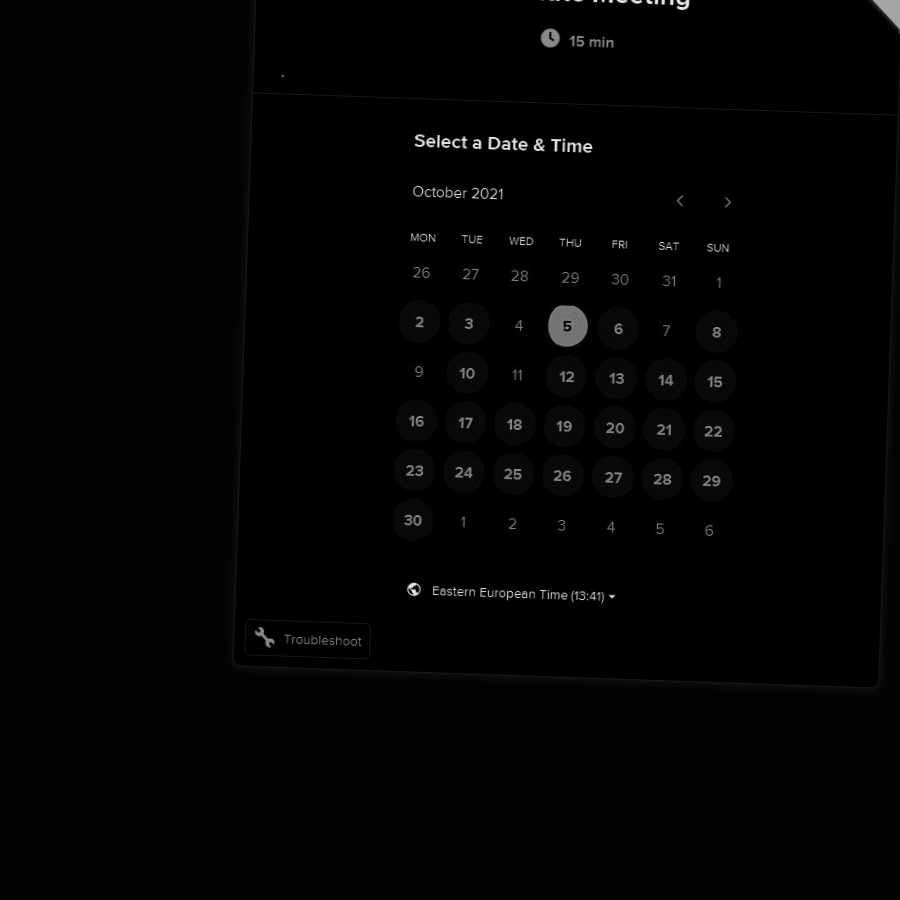 Meeting
15 min
.
Select a Date & Time
October 2021
MON TUE WED THU FRI SAT SUN
26 27 28 29 30 31 1
2 3 4 5 6 7 8
9 10 11 12 13 14 15
16 17 18 19 20 21 22
23 24 25 26 27 28 29
30 1 2 3 4 5 6
Eastern European Time (13:41)
Troubleshoot